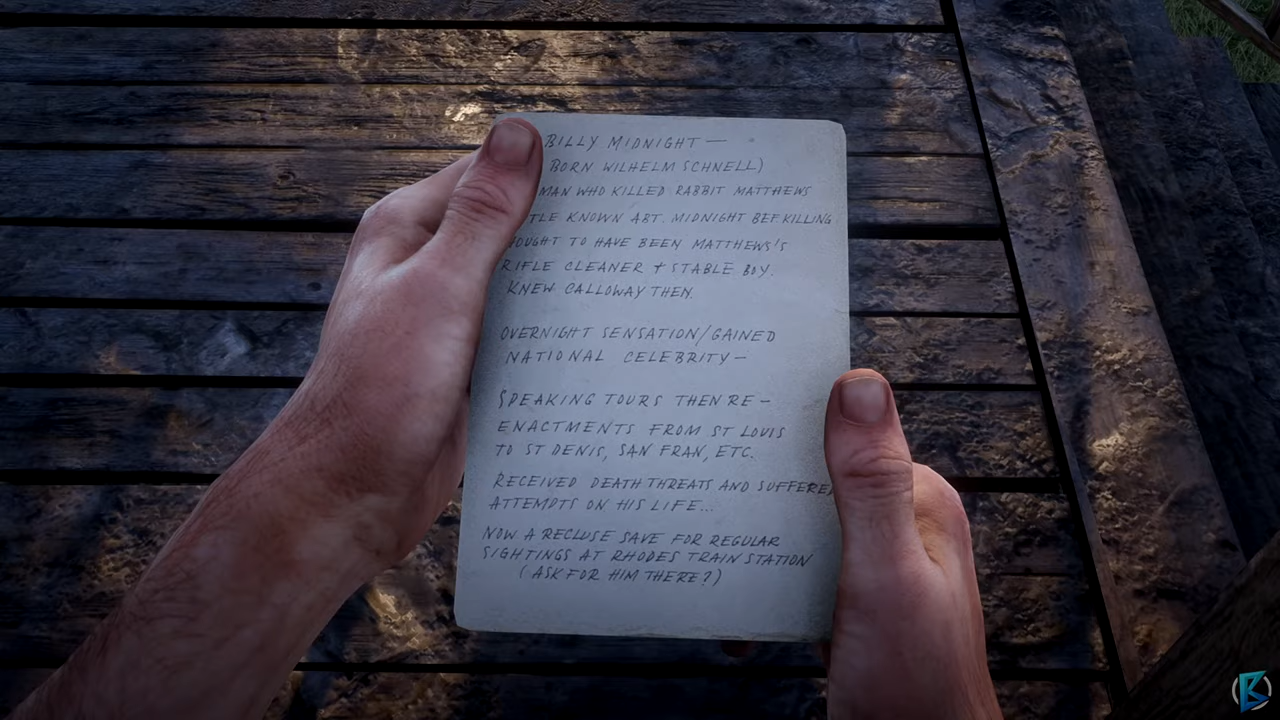 BILLY MIDNIGHT —
BORN WILHELM SCHNELL)
MAN WHO KILLED RABBIT MATTHEWS
KNOWN ABT. MIDNIGHT BEF KILLING
TO HAVE BEEN MATTHEWS'S
RIFLE CLEANER + STABLE BOY.
KNEW CALLOWAY THEN.
OVERNIGHT SENSATION/GAINED
NATIONAL CELEBRITY —
SPEAKING TOURS THEN RE-
ENACTMENTS FROM ST LOUIS
TO ST DENIS, SAN FRAN, ETC.
RECEIVED DEATH THREATS AND SUFFERED
ATTEMPTS ON HIS LIFE...
NOW A RECLUSE SAVE FOR REGULAR
SIGHTINGS AT RHODES TRAIN STATION
( ASK FOR HIM THERE?)